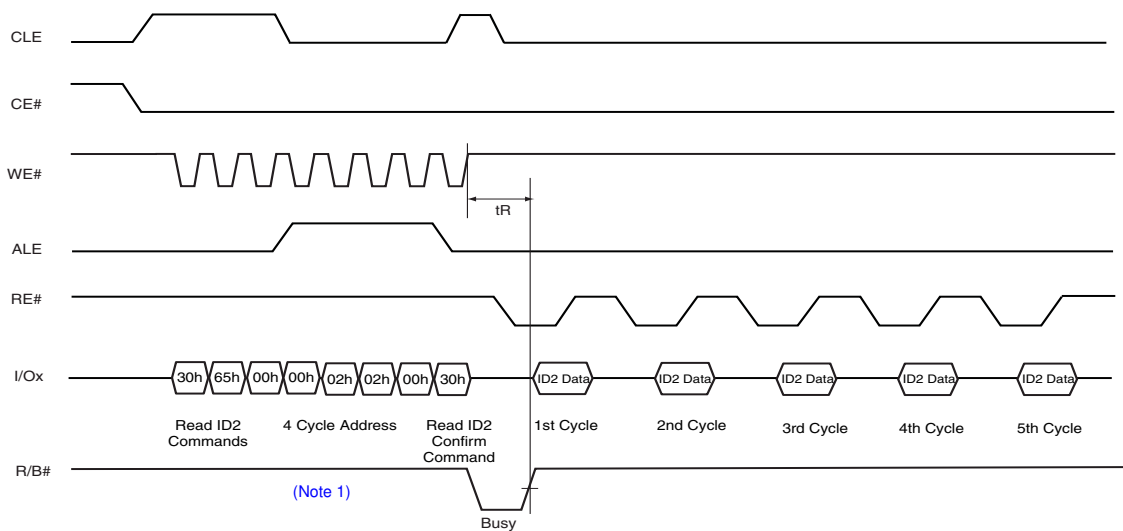 CLE
CE#
WE#
tR
ALE
RE#
I/Ox
30h 65h 00h 00h 02h 02h 00h 30h ID2 Data ID2 Data ID2 Data ID2 Data ID2 Data
Read ID2
Commands
4 Cycle Address
Read ID2
Confirm
Command
1st Cycle
2nd Cycle
3rd Cycle
4th Cycle
5th Cycle
R/B#
(Note 1)
Busy